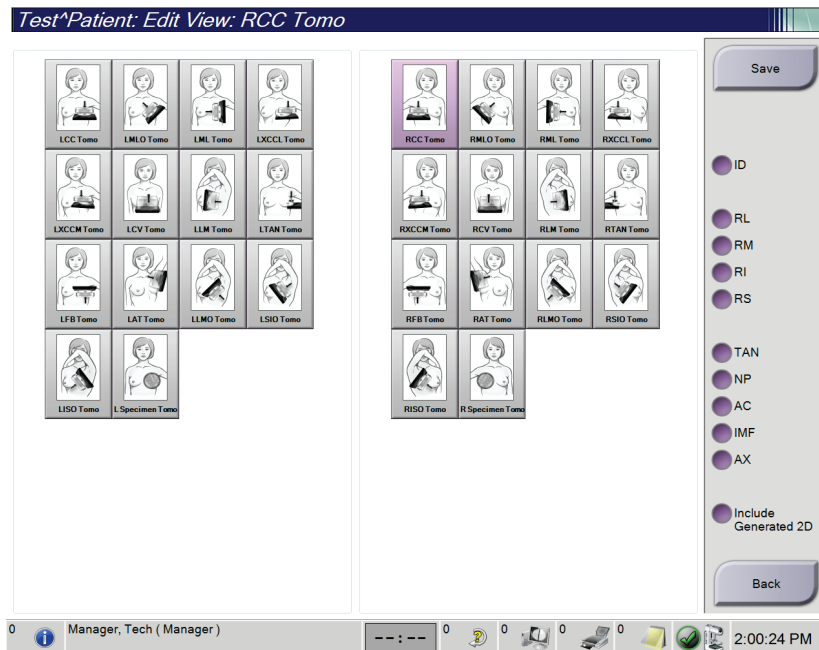 Test^Patient: Edit View: RCC Tomo
LCC Tomo LMLO Tomo LML Tomo LXCCL Tomo
LXCCM Tomo LCV Tomo LLM Tomo LTAN Tomo
LFB Tomo LAT Tomo LLMO Tomo LSIO Tomo
LISO Tomo L Specimen Tomo
RCC Tomo RMLO Tomo RML Tomo RXCCL Tomo
RXCCM Tomo RCV Tomo RLM Tomo RTAN Tomo
RFB Tomo RAT Tomo RLMO Tomo RSIO Tomo
RISO Tomo R Specimen Tomo
Save
ID
RL
RM
RI
RS
TAN
NP
AC
IMF
AX
Include
Generated 2D
Back
0 Manager, Tech ( Manager ) --:-- 0 0 0 0 2:00:24 PM